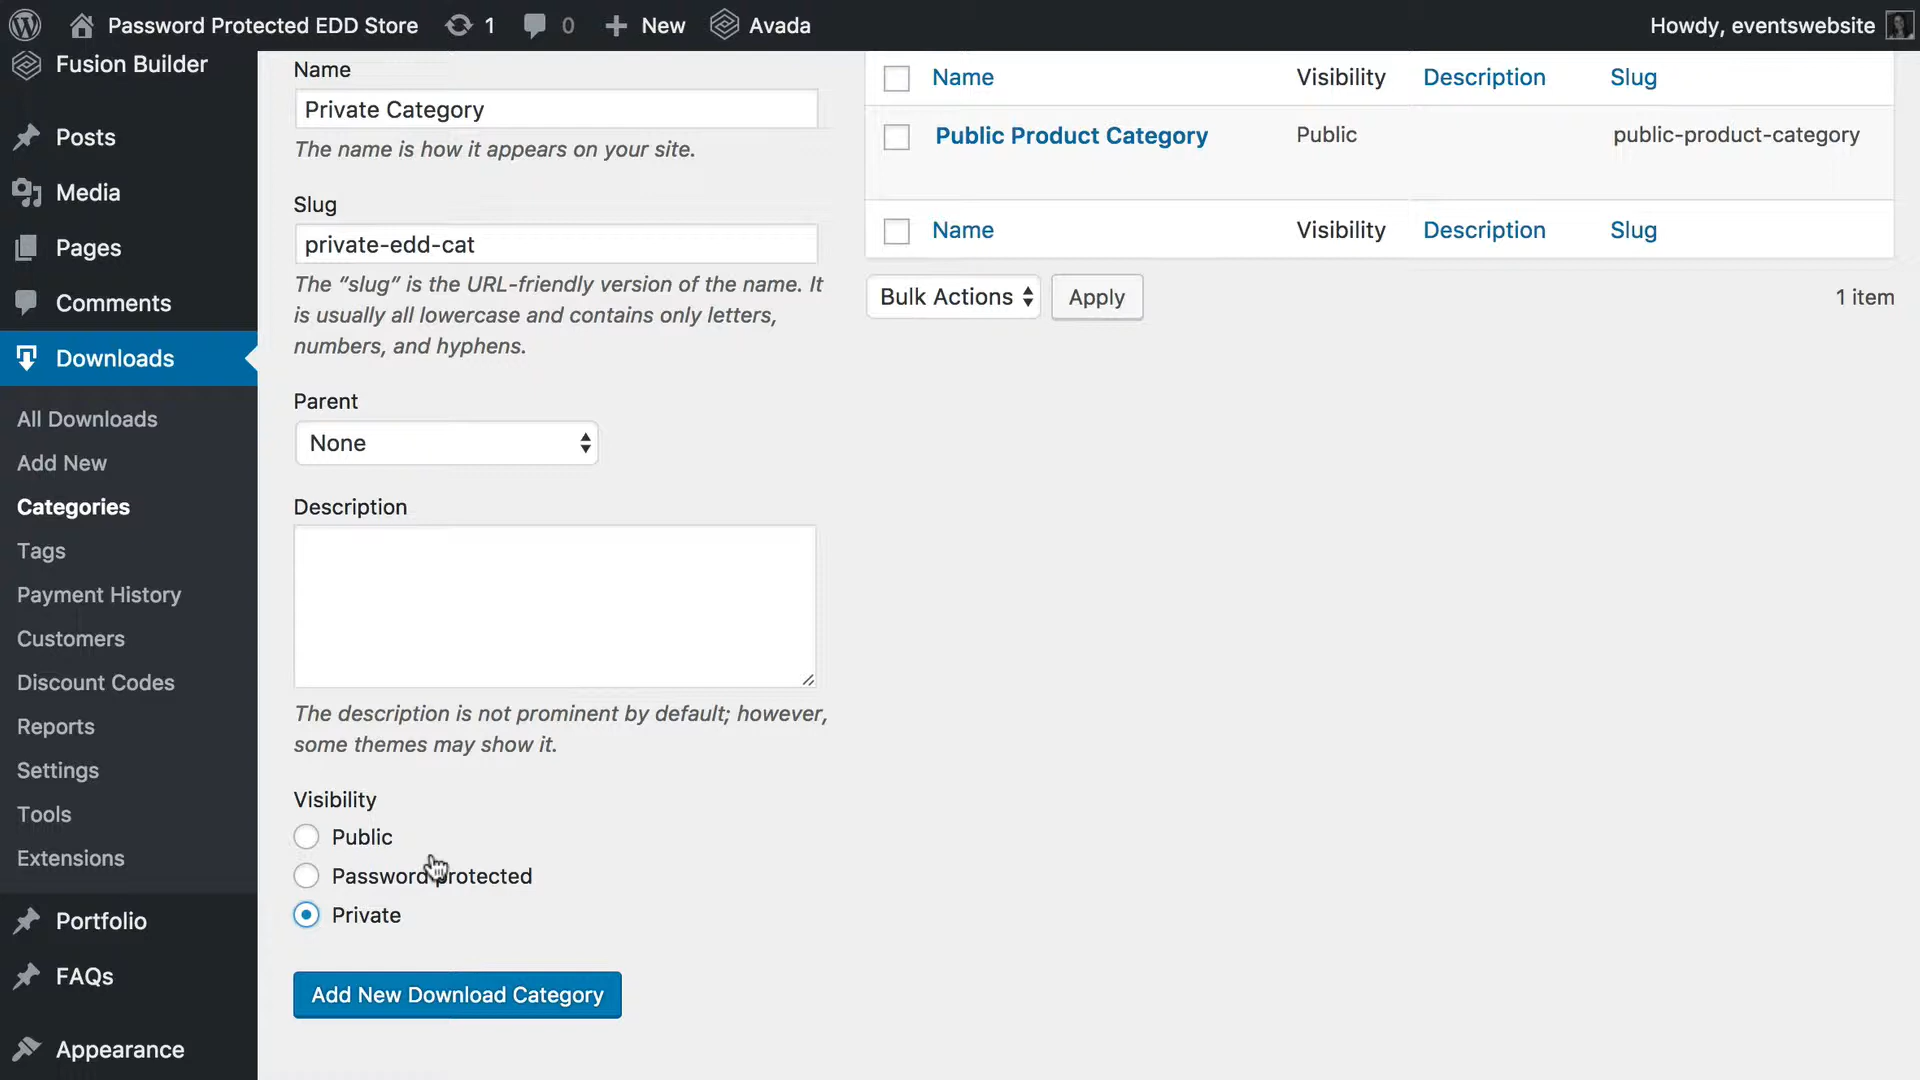 Password Protected EDD Store
1
0
New
Avada
Howdy, eventswebsite
Fusion Builder
Posts
Media
Pages
Comments
Downloads
All Downloads
Add New
Categories
Tags
Payment History
Customers
Discount Codes
Reports
Settings
Tools
Extensions
Portfolio
FAQs
Appearance
Name
Private Category
The name is how it appears on your site.
Slug
private-edd-cat
The “slug” is the URL-friendly version of the name. It
is usually all lowercase and contains only letters,
numbers, and hyphens.
Parent
None
Description
The description is not prominent by default; however,
some themes may show it.
Visibility
Public
Password protected
Private
Add New Download Category
Name Visibility Description Slug
Public Product Category Public public-product-category
Name Visibility Description Slug
Bulk Actions Apply 1 item